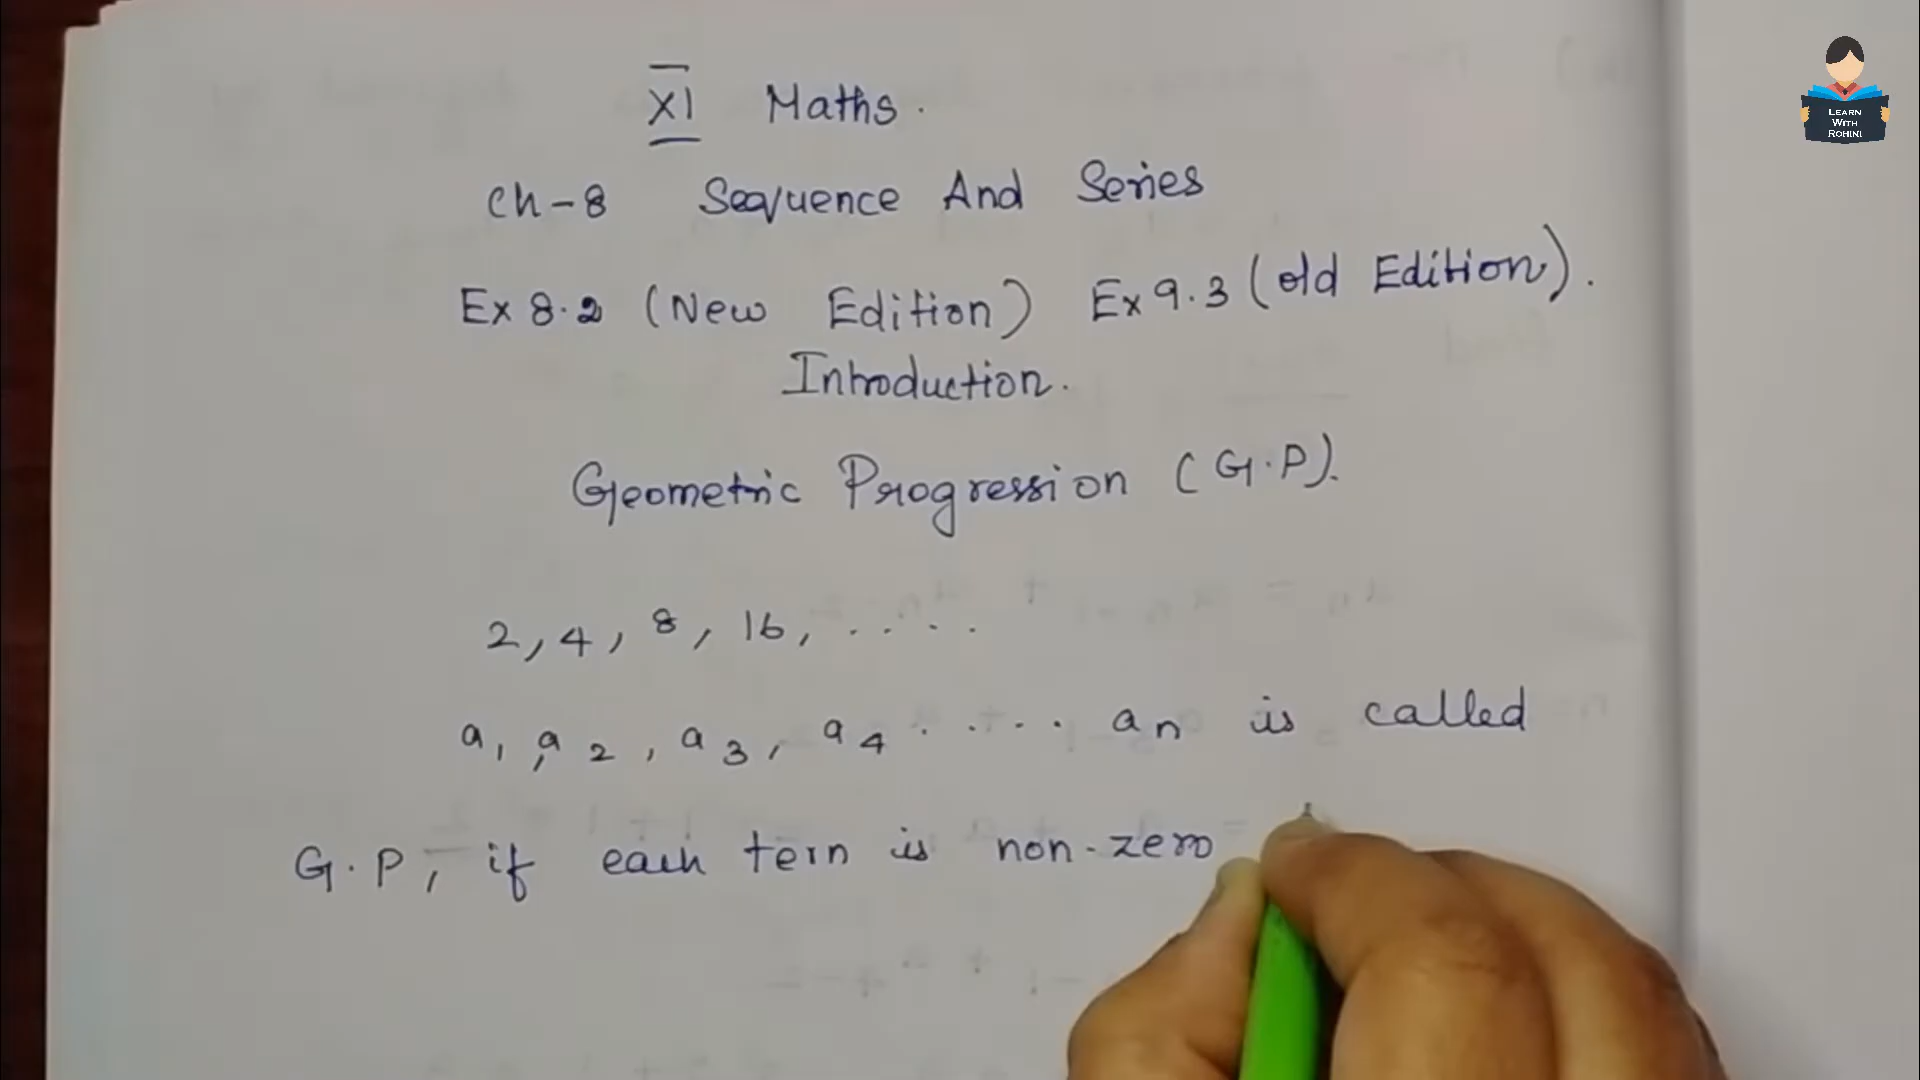 XI Maths.
Ch-8 Sequence And Series
Ex 8.2 (New Edition) Ex 9.3 (old Edition).
Introduction.
Geometric Progression (G.P).
2, 4, 8, 16, ....
a1, a2, a3, a4 .... an is called
G.P, if each term is non-zero
LEARN
WITH
ROHINI